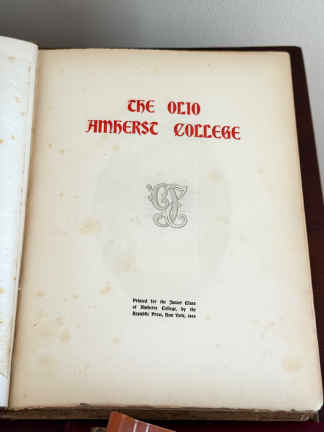 THE OLIO
AMHERST COLLEGE
Printed for the Junior Class
of Amherst College, by the
Republic Press, New York,